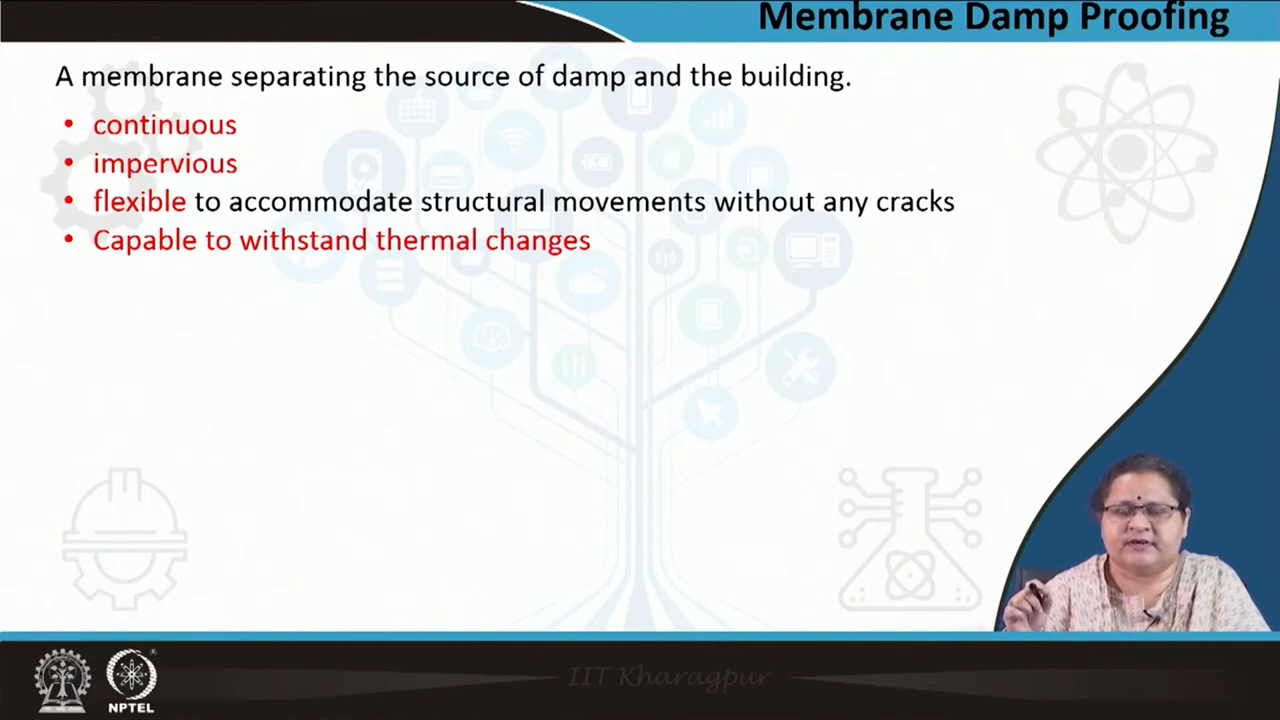 Membrane Damp Proofing
A membrane separating the source of damp and the building.
• continuous
• impervious
• flexible to accommodate structural movements without any cracks
• Capable to withstand thermal changes
IIT Kharagpur
NPTEL